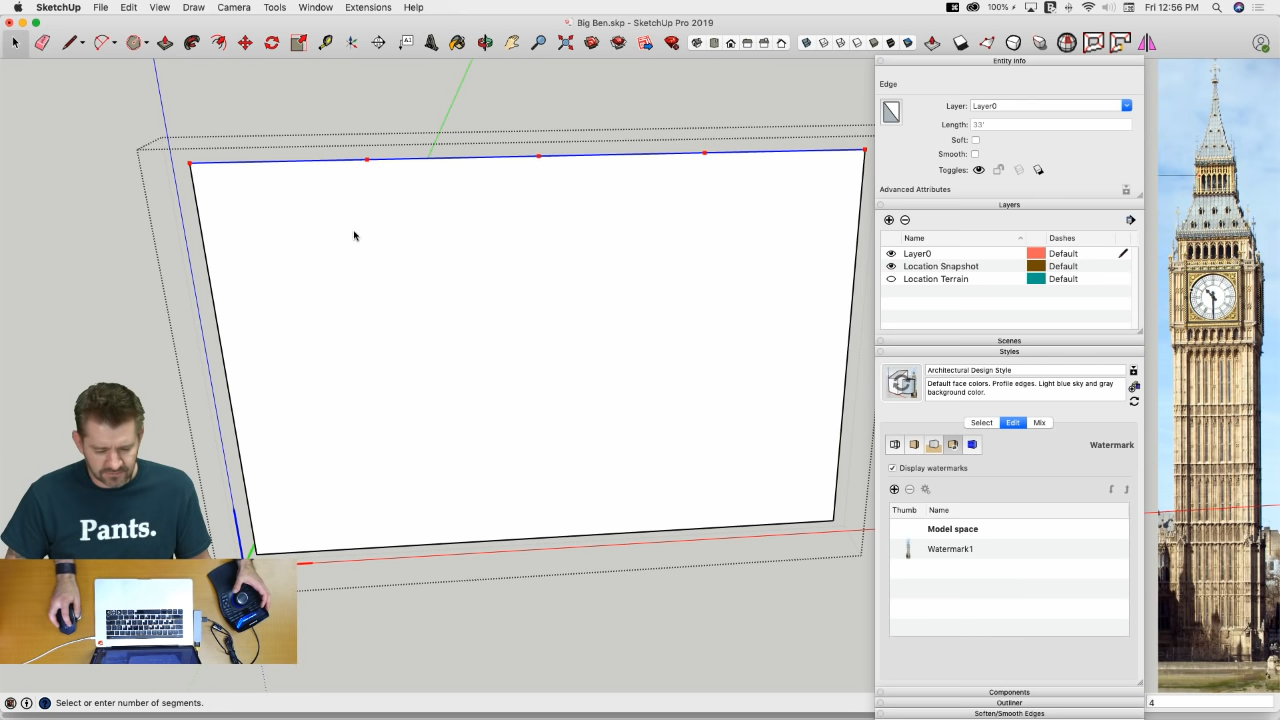 SketchUp File Edit View Draw Camera Tools Window Extensions Help
100% Fri 12:56 PM
Big Ben.skp - SketchUp Pro 2019
Entity Info
Edge
Layer: Layer0
Length: 33'
Soft:
Smooth:
Toggles:
Advanced Attributes
Layers
Name Dashes
Layer0 Default
Location Snapshot Default
Location Terrain Default
Scenes
Styles
Architectural Design Style
Default face colors. Profile edges. Light blue sky and gray
background color.
Select Edit Mix
Watermark
Display watermarks
Thumb Name
Model space
Watermark1
Pants.
Components
Outliner
Soften/Smooth Edges
Select or enter number of segments.
4